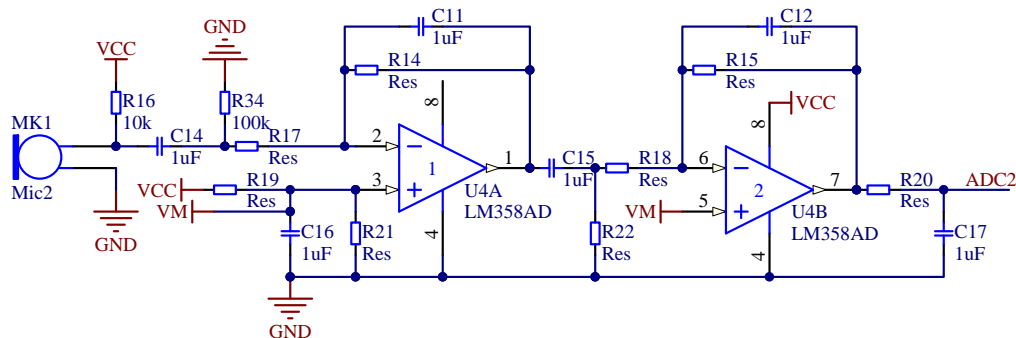 C11
1uF
C12
1uF
GND
VCC
R14
Res
R15
Res
R16
10k
R34
100k
8
8
VCC
MK1
C14
1uF
R17
Res
2
1
1
C15
1uF
R18
Res
6
2
7
R20
Res
ADC2
Mic2
VCC
R19
Res
3
U4A
LM358AD
VM
5
U4B
LM358AD
VM
C16
1uF
R21
Res
4
R22
Res
4
C17
1uF
GND
GND